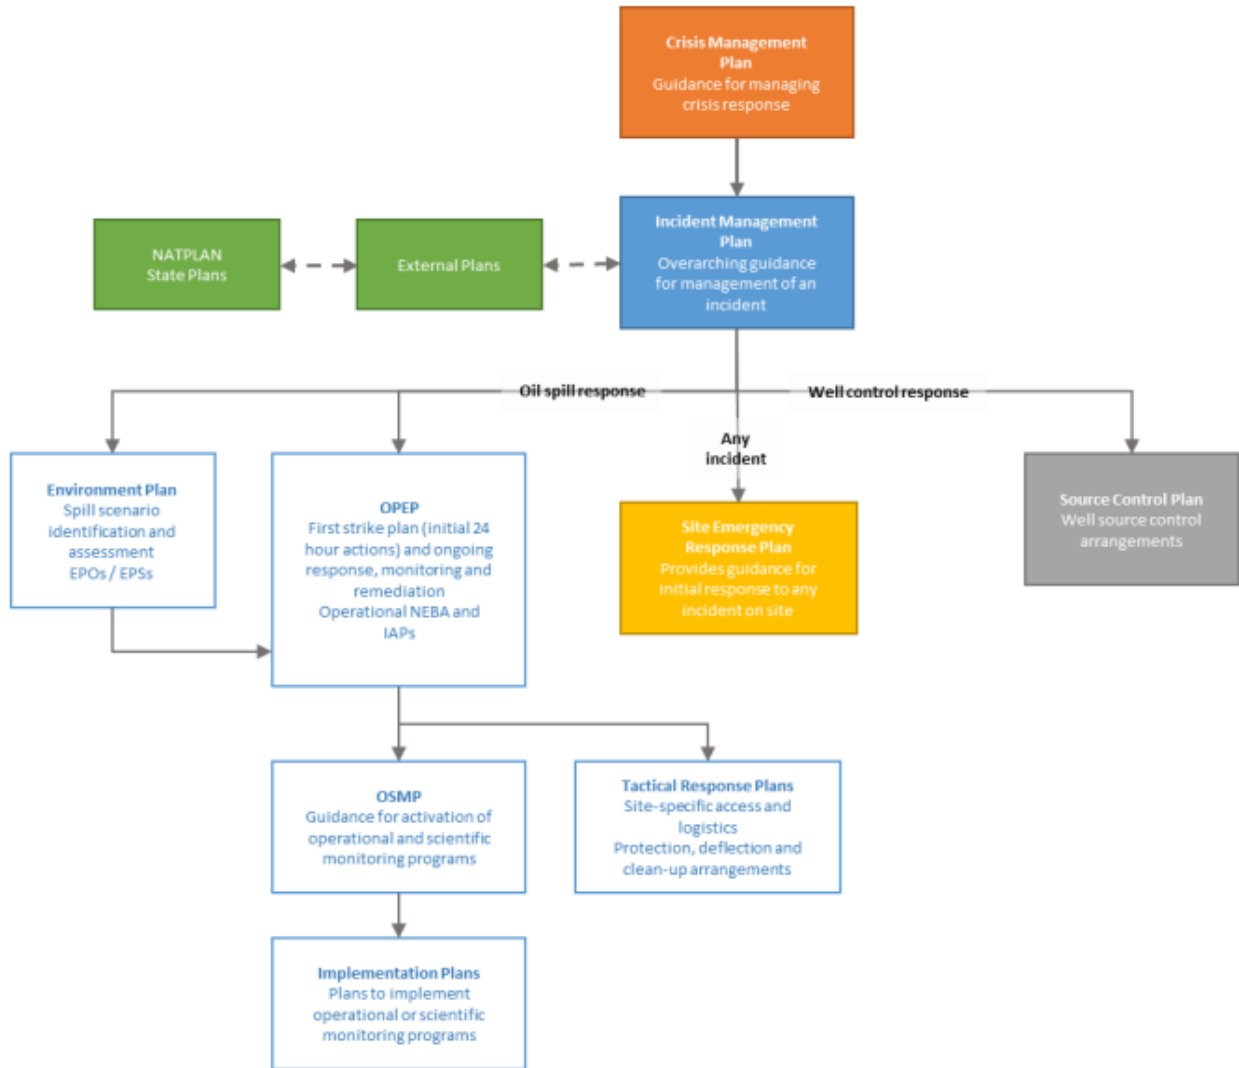 Crisis Management
Plan
Guidance for managing
crisis response
Incident Management
Plan
Overarching guidance
for management of an
incident
NATPLAN
State Plans
External Plans
Oil spill response
Well control response
Any
incident
Environment Plan
Spill scenario
identification and
assessment
EPOs / EPSs
OPEP
First strike plan (initial 24
hour actions) and ongoing
response, monitoring and
remediation
Operational NEBA and
IAPs
Site Emergency
Response Plan
Provides guidance for
initial response to any
incident on site
Source Control Plan
Well source control
arrangements
OSMP
Guidance for activation of
operational and scientific
monitoring programs
Tactical Response Plans
Site-specific access and
logistics
Protection, deflection and
clean-up arrangements
Implementation Plans
Plans to implement
operational or scientific
monitoring programs